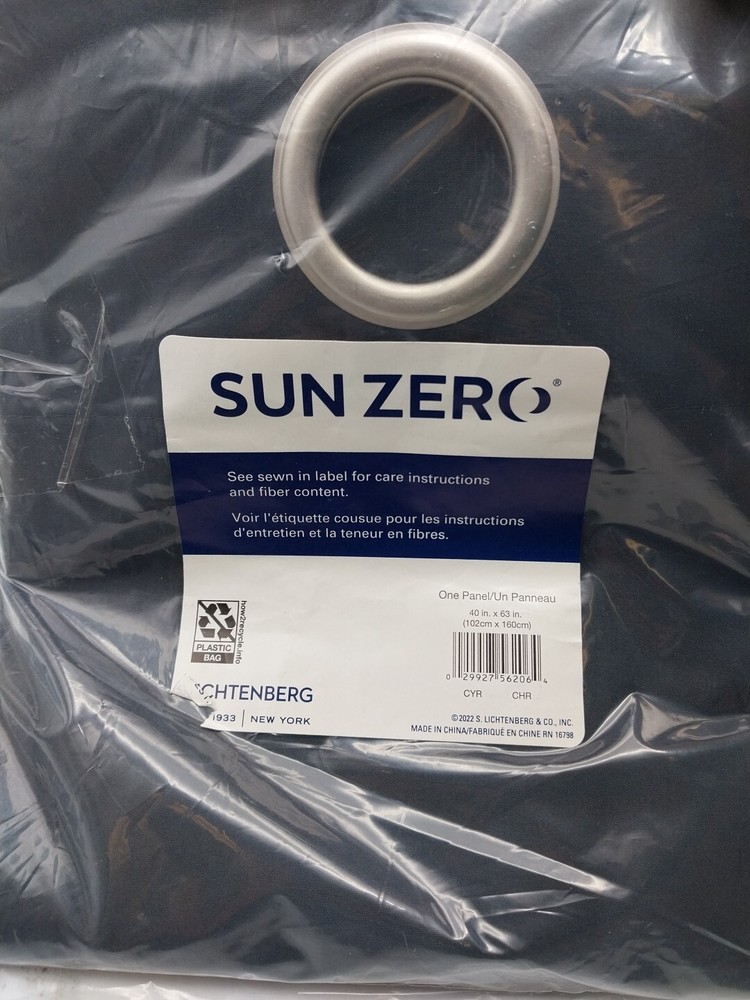 SUN ZERO®
See sewn in label for care instructions
and fiber content.
Voir l'étiquette cousue pour les instructions
d'entretien et la teneur en fibres.
One Panel/Un Panneau
40 in. x 63 in.
(102cm x 160cm)
how2recycle.info
PLASTIC
BAG
0 29927 56206 4
CYR CHR
CHTENBERG
1933 | NEW YORK
©2022 S. LICHTENBERG & CO., INC.
MADE IN CHINA/FABRIQUÉ EN CHINE RN 16798